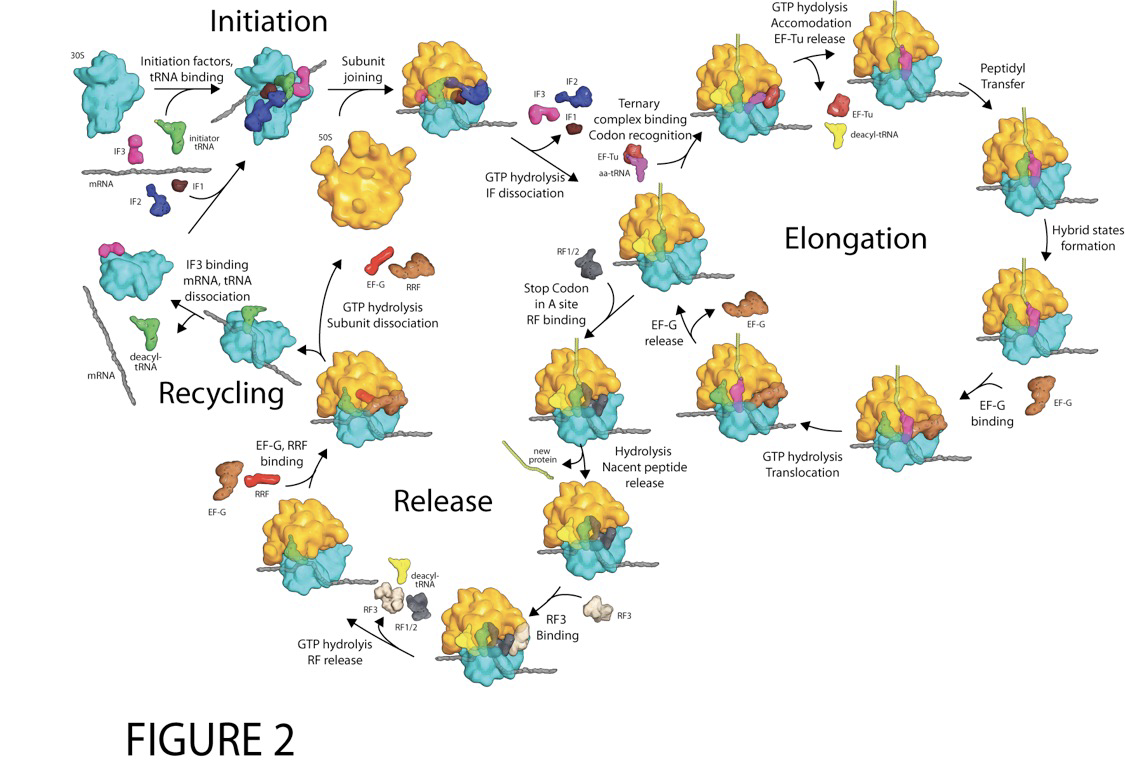 Initiation
30S
Initiation factors,
tRNA binding
Subunit
joining
initiator
tRNA
IF3
mRNA
IF2
IF1
50S
IF2
IF3
IF1
GTP hydrolysis
IF dissociation
Ternary
complex binding
Codon recognition
EF-Tu
aa-tRNA
GTP hydolysis
Accomodation
EF-Tu release
EF-Tu
deacyl-tRNA
Peptidyl
Transfer
Hybrid states
formation
Elongation
EF-G
binding
EF-G
GTP hydrolysis
Translocation
EF-G
release
EF-G
RF1/2
Stop Codon
in A site
RF binding
new
protein
Hydrolysis
Nacent peptide
release
Release
RF3
Binding
RF3
deacyl-
tRNA
RF3
RF1/2
GTP hydrolyis
RF release
EF-G, RRF
binding
EF-G
RRF
EF-G
RRF
GTP hydrolysis
Subunit dissociation
IF3 binding
mRNA, tRNA
dissociation
deacyl-
tRNA
mRNA
Recycling
FIGURE 2